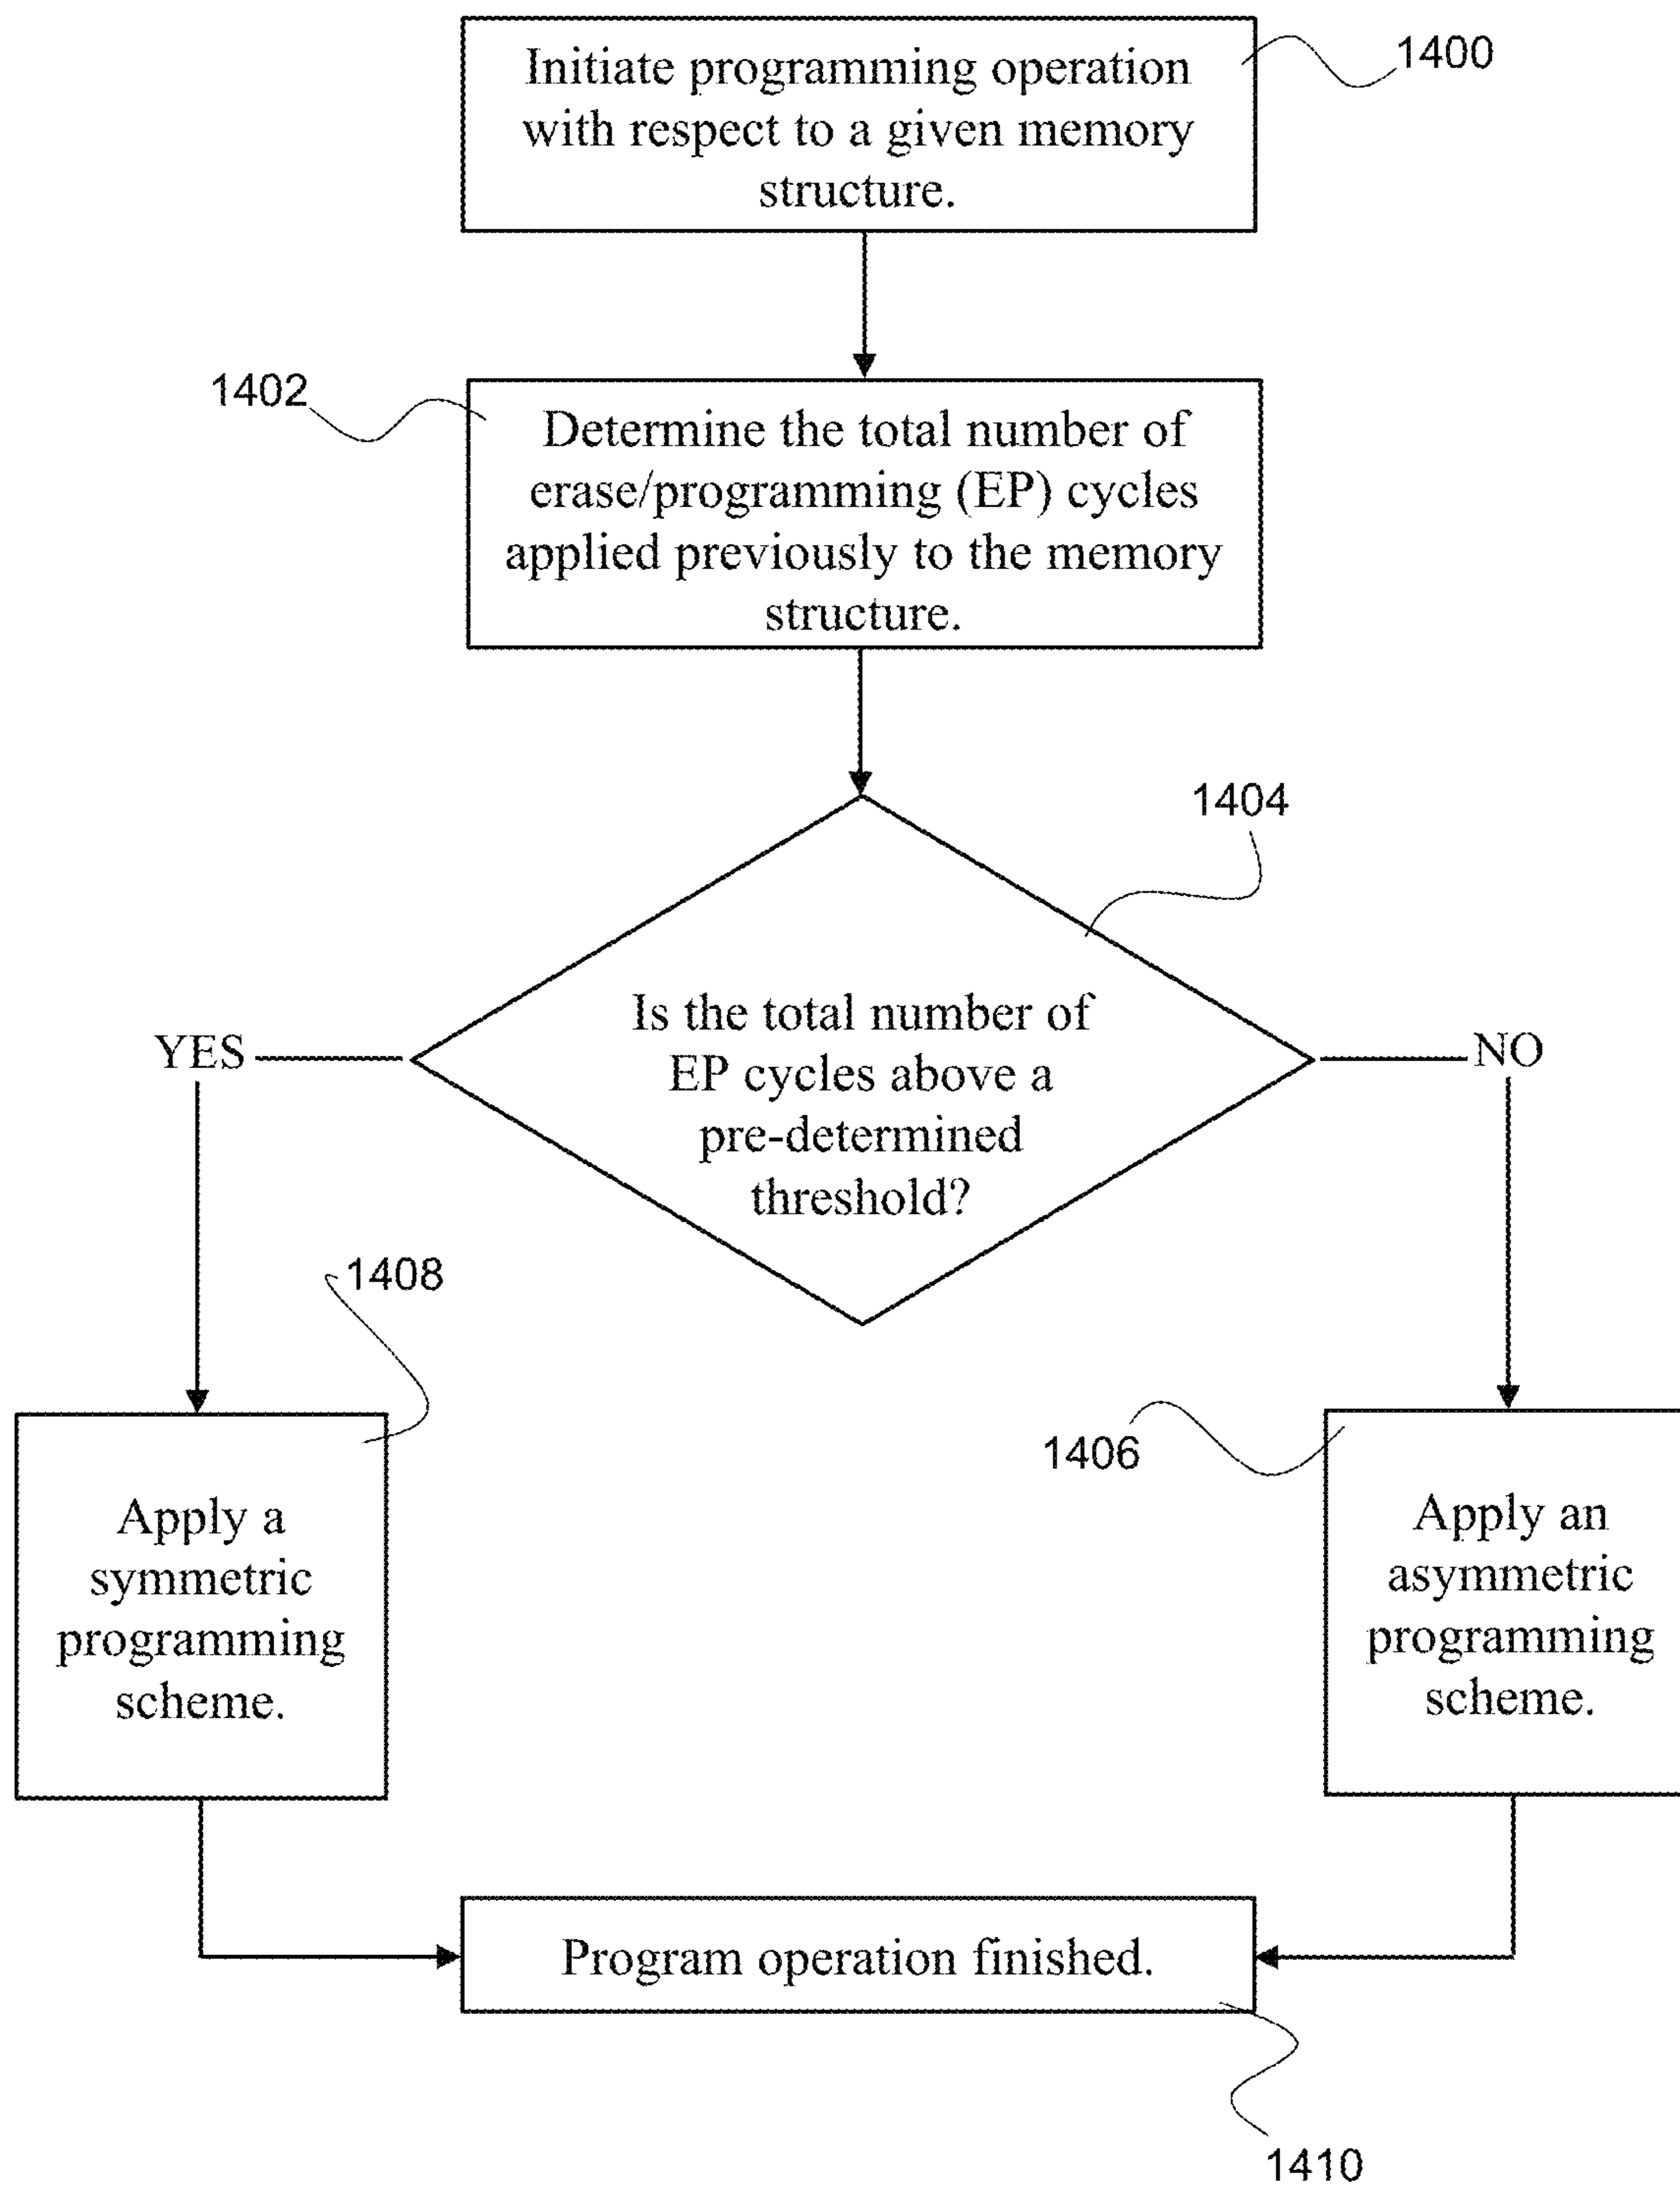 Initiate programming operation
with respect to a given memory
structure.
1400
1402
Determine the total number of
erase/programming (EP) cycles
applied previously to the memory
structure.
1404
Is the total number of
EP cycles above a
pre-determined
threshold?
YES
NO
1408
Apply a
symmetric
programming
scheme.
1406
Apply an
asymmetric
programming
scheme.
Program operation finished.
1410